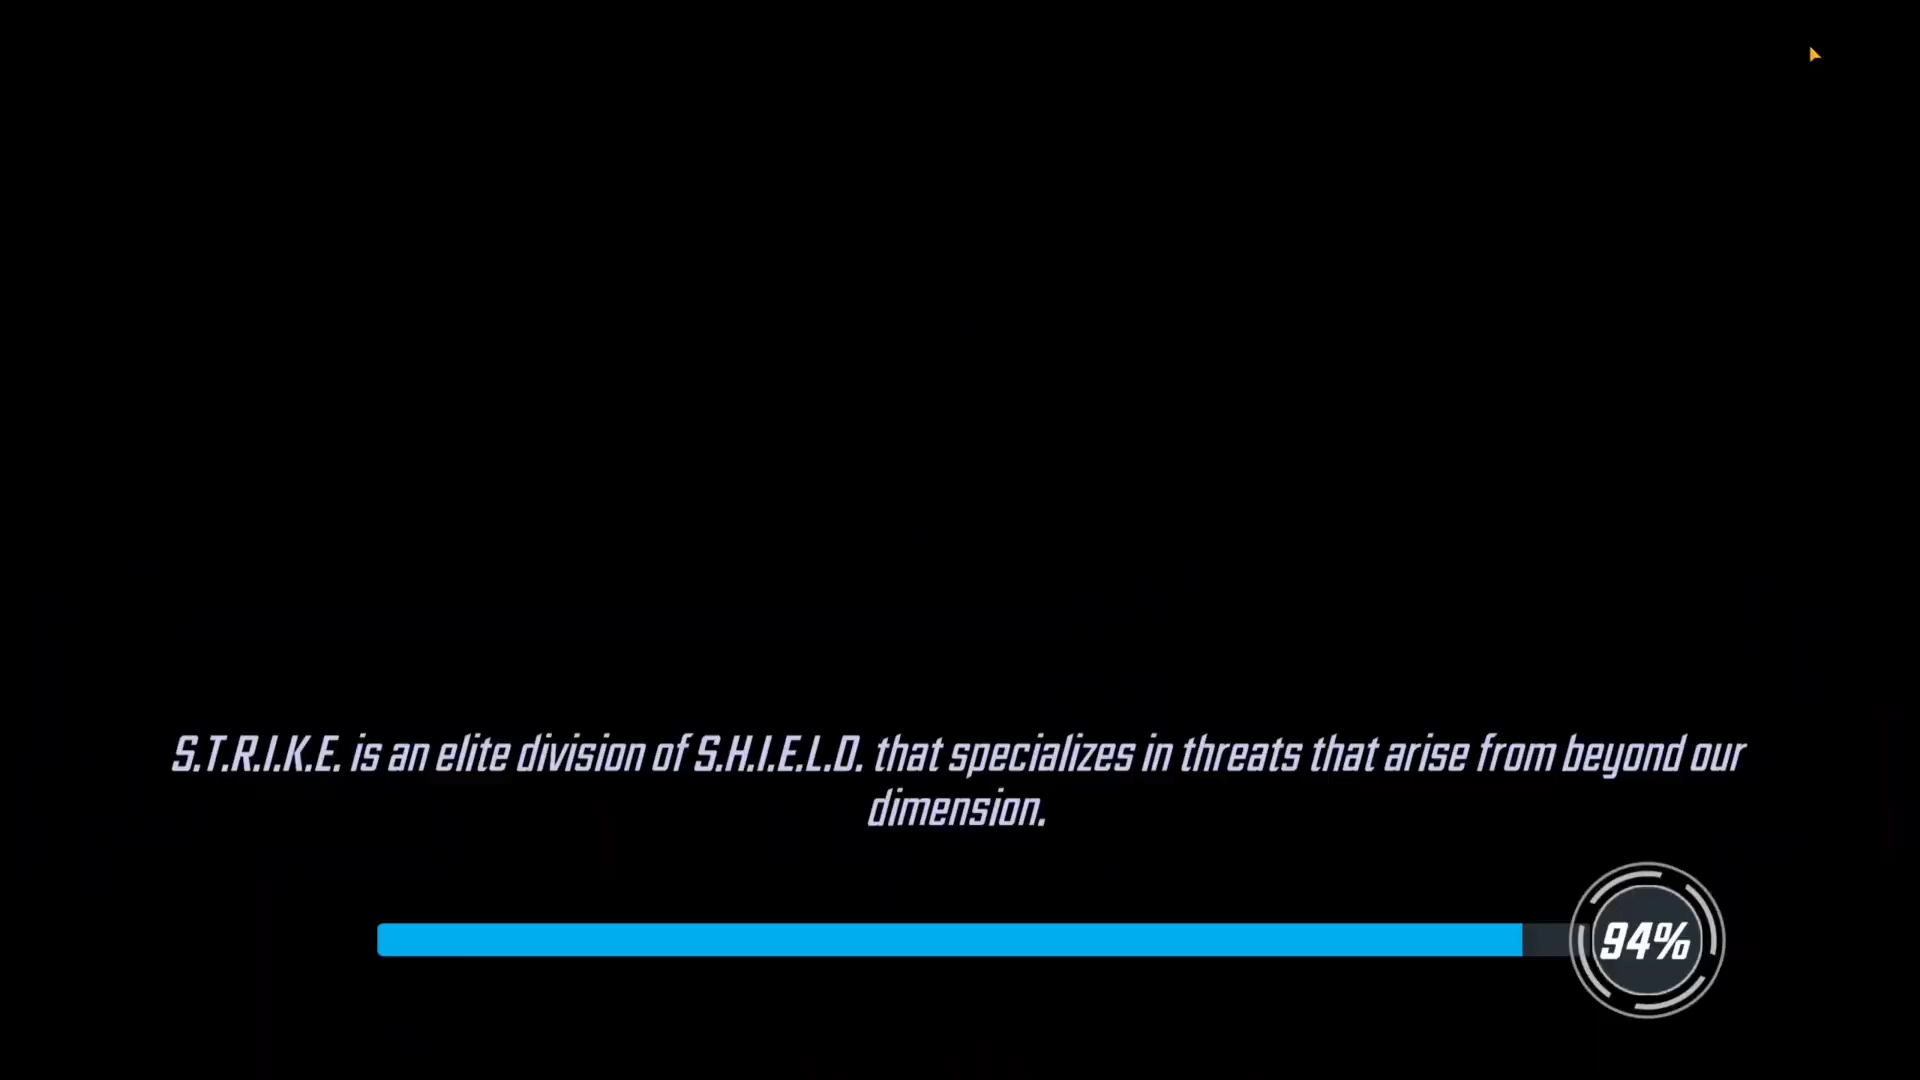 S.T.R.I.K.E. is an elite division of S.H.I.E.L.D. that specializes in threats that arise from beyond our
dimension.
94%